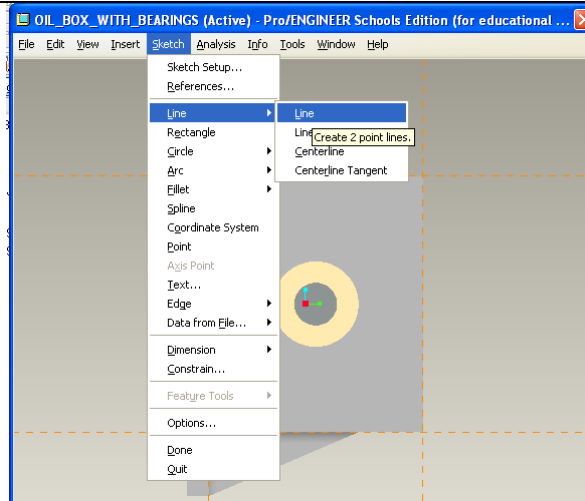 OIL_BOX_WITH_BEARINGS (Active) - Pro/ENGINEER Schools Edition (for educational ...
File Edit View Insert Sketch Analysis Info Tools Window Help
Sketch Setup...
References...
Line
Rectangle
Circle
Arc
Fillet
Spline
Coordinate System
Point
Axis Point
Text...
Edge
Data from File...
Dimension
Constrain...
Feature Tools
Options...
Done
Quit
Line
Line
Create 2 point lines.
Centerline
Centerline Tangent